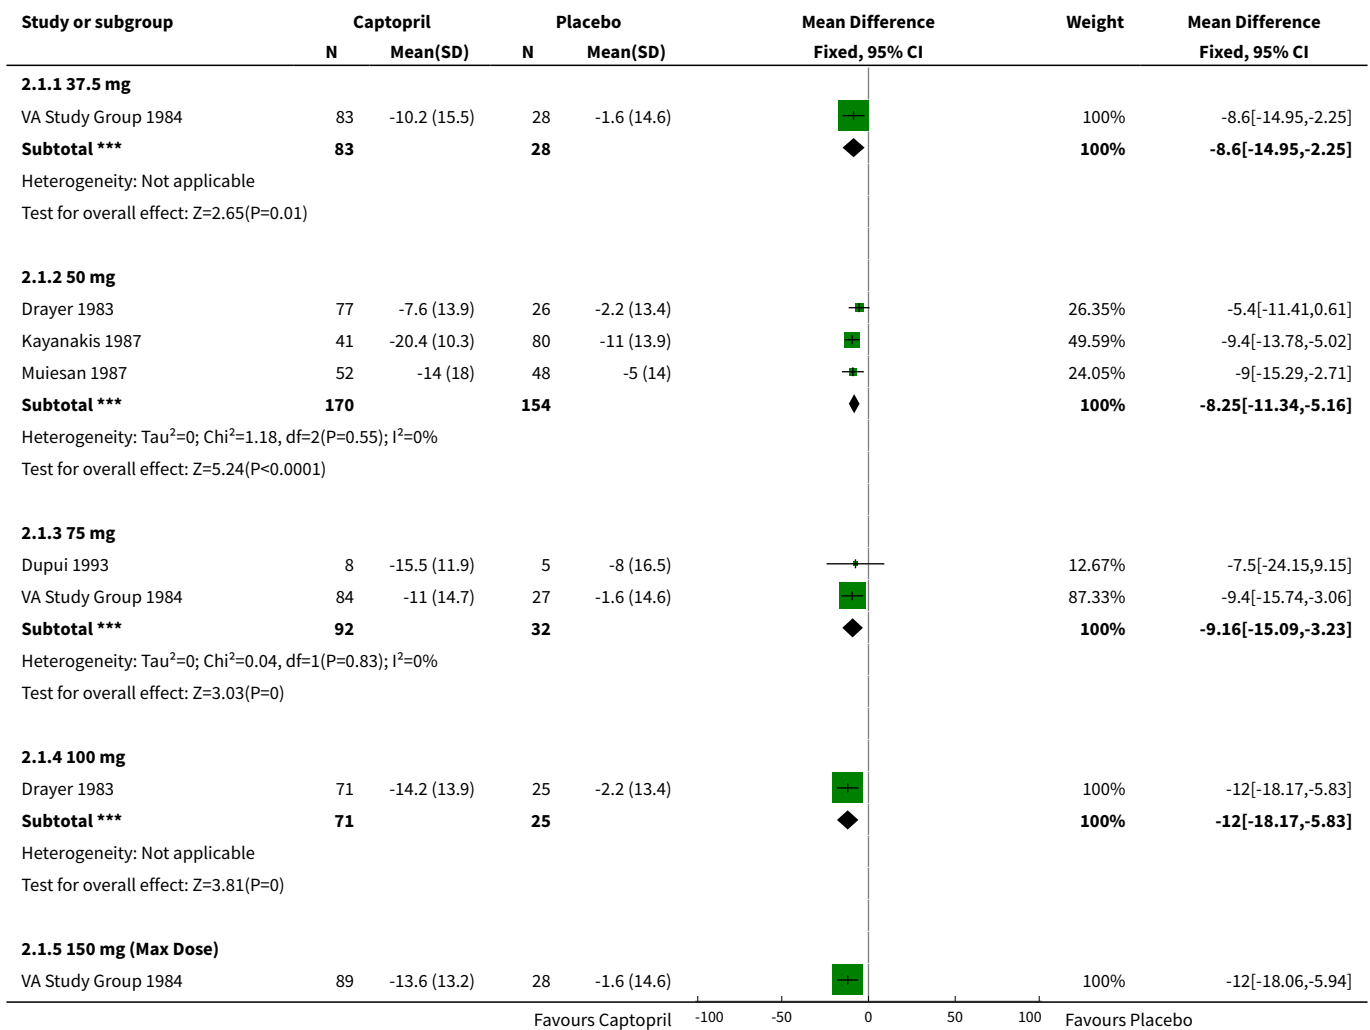 Study or subgroup Captopril Placebo Mean Difference Weight Mean Difference
N Mean(SD) N Mean(SD) Fixed, 95% CI Fixed, 95% CI
2.1.1 37.5 mg
VA Study Group 1984 83 -10.2 (15.5) 28 -1.6 (14.6) 100% -8.6[-14.95,-2.25]
Subtotal *** 83 28 100% -8.6[-14.95,-2.25]
Heterogeneity: Not applicable
Test for overall effect: Z=2.65(P=0.01)
2.1.2 50 mg
Drayer 1983 77 -7.6 (13.9) 26 -2.2 (13.4) 26.35% -5.4[-11.41,0.61]
Kayanakis 1987 41 -20.4 (10.3) 80 -11 (13.9) 49.59% -9.4[-13.78,-5.02]
Muiesan 1987 52 -14 (18) 48 -5 (14) 24.05% -9[-15.29,-2.71]
Subtotal *** 170 154 100% -8.25[-11.34,-5.16]
Heterogeneity: Tau²=0; Chi²=1.18, df=2(P=0.55); I²=0%
Test for overall effect: Z=5.24(P<0.0001)
2.1.3 75 mg
Dupui 1993 8 -15.5 (11.9) 5 -8 (16.5) 12.67% -7.5[-24.15,9.15]
VA Study Group 1984 84 -11 (14.7) 27 -1.6 (14.6) 87.33% -9.4[-15.74,-3.06]
Subtotal *** 92 32 100% -9.16[-15.09,-3.23]
Heterogeneity: Tau²=0; Chi²=0.04, df=1(P=0.83); I²=0%
Test for overall effect: Z=3.03(P=0)
2.1.4 100 mg
Drayer 1983 71 -14.2 (13.9) 25 -2.2 (13.4) 100% -12[-18.17,-5.83]
Subtotal *** 71 25 100% -12[-18.17,-5.83]
Heterogeneity: Not applicable
Test for overall effect: Z=3.81(P=0)
2.1.5 150 mg (Max Dose)
VA Study Group 1984 89 -13.6 (13.2) 28 -1.6 (14.6) 100% -12[-18.06,-5.94]
Favours Captopril -100 -50 0 50 100 Favours Placebo